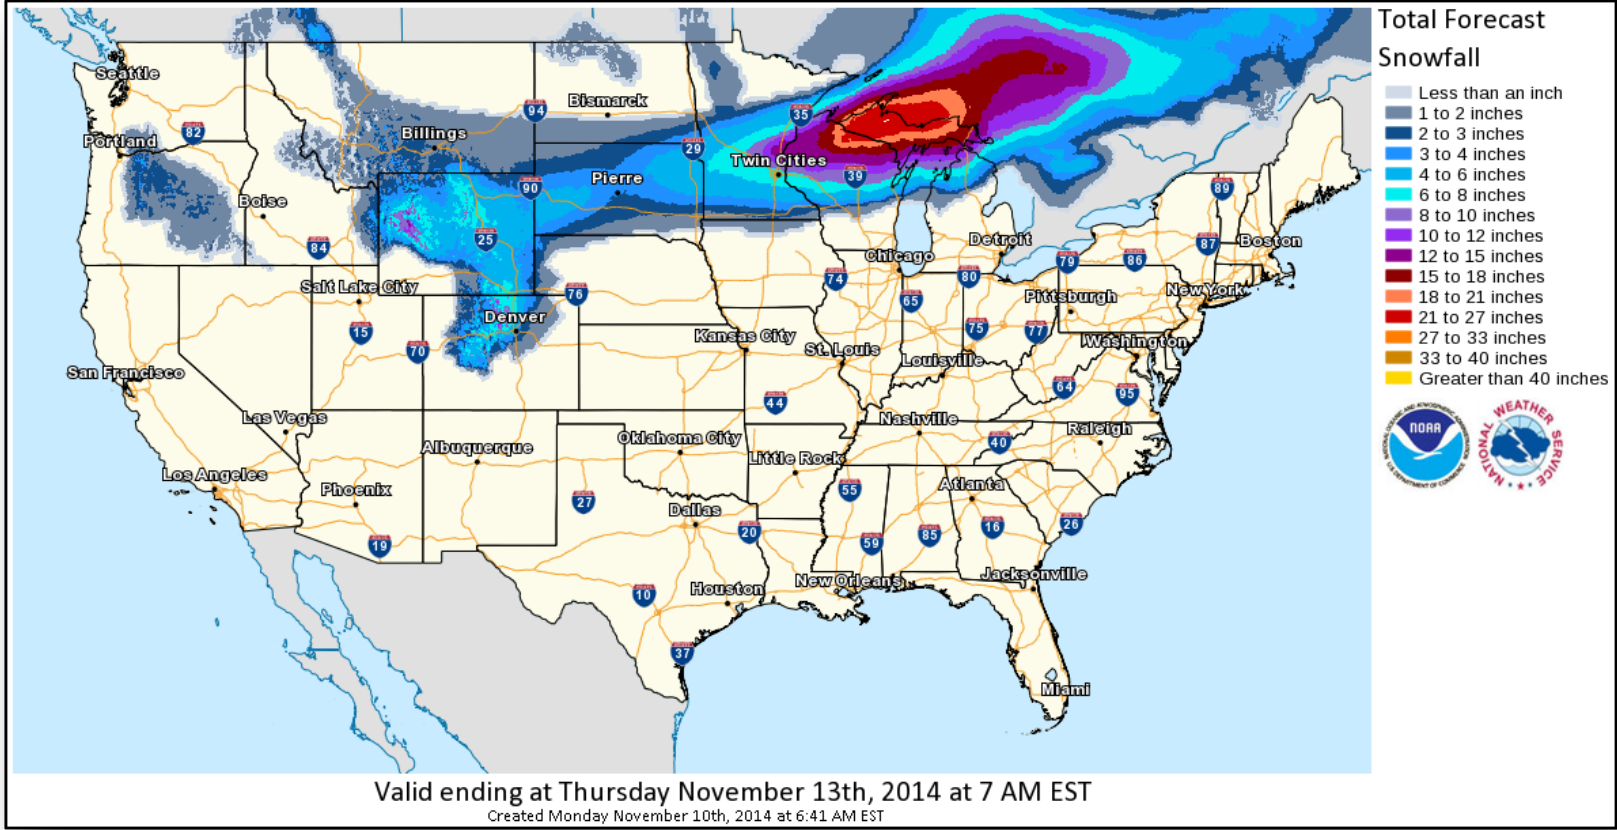 Total Forecast
Snowfall
Less than an inch
1 to 2 inches
2 to 3 inches
3 to 4 inches
4 to 6 inches
6 to 8 inches
8 to 10 inches
10 to 12 inches
12 to 15 inches
15 to 18 inches
18 to 21 inches
21 to 27 inches
27 to 33 inches
33 to 40 inches
Greater than 40 inches
NATIONAL OCEANIC AND ATMOSPHERIC ADMINISTRATION
NOAA
U.S. DEPARTMENT OF COMMERCE
NATIONAL WEATHER SERVICE
Seattle
94
Bismarck
35
82
Portland
Billings
29
Twin Cities
39
90
Pierre
89
Boise
25
84
87
Boston
Detroit
Chicago
79
86
74
80
Salt Lake City
76
65
Pittsburgh
New York
Denver
15
75
77
Kansas City
Washington
70
St. Louis
Louisville
San Francisco
64
95
44
Las Vegas
Nashville
Raleigh
Albuquerque
Oklahoma City
40
Little Rock
Los Angeles
Phoenix
55
Atlanta
27
Dallas
20
16
26
19
59
85
Jacksonville
New Orleans
Houston
10
37
Miami
Valid ending at Thursday November 13th, 2014 at 7 AM EST
Created Monday November 10th, 2014 at 6:41 AM EST